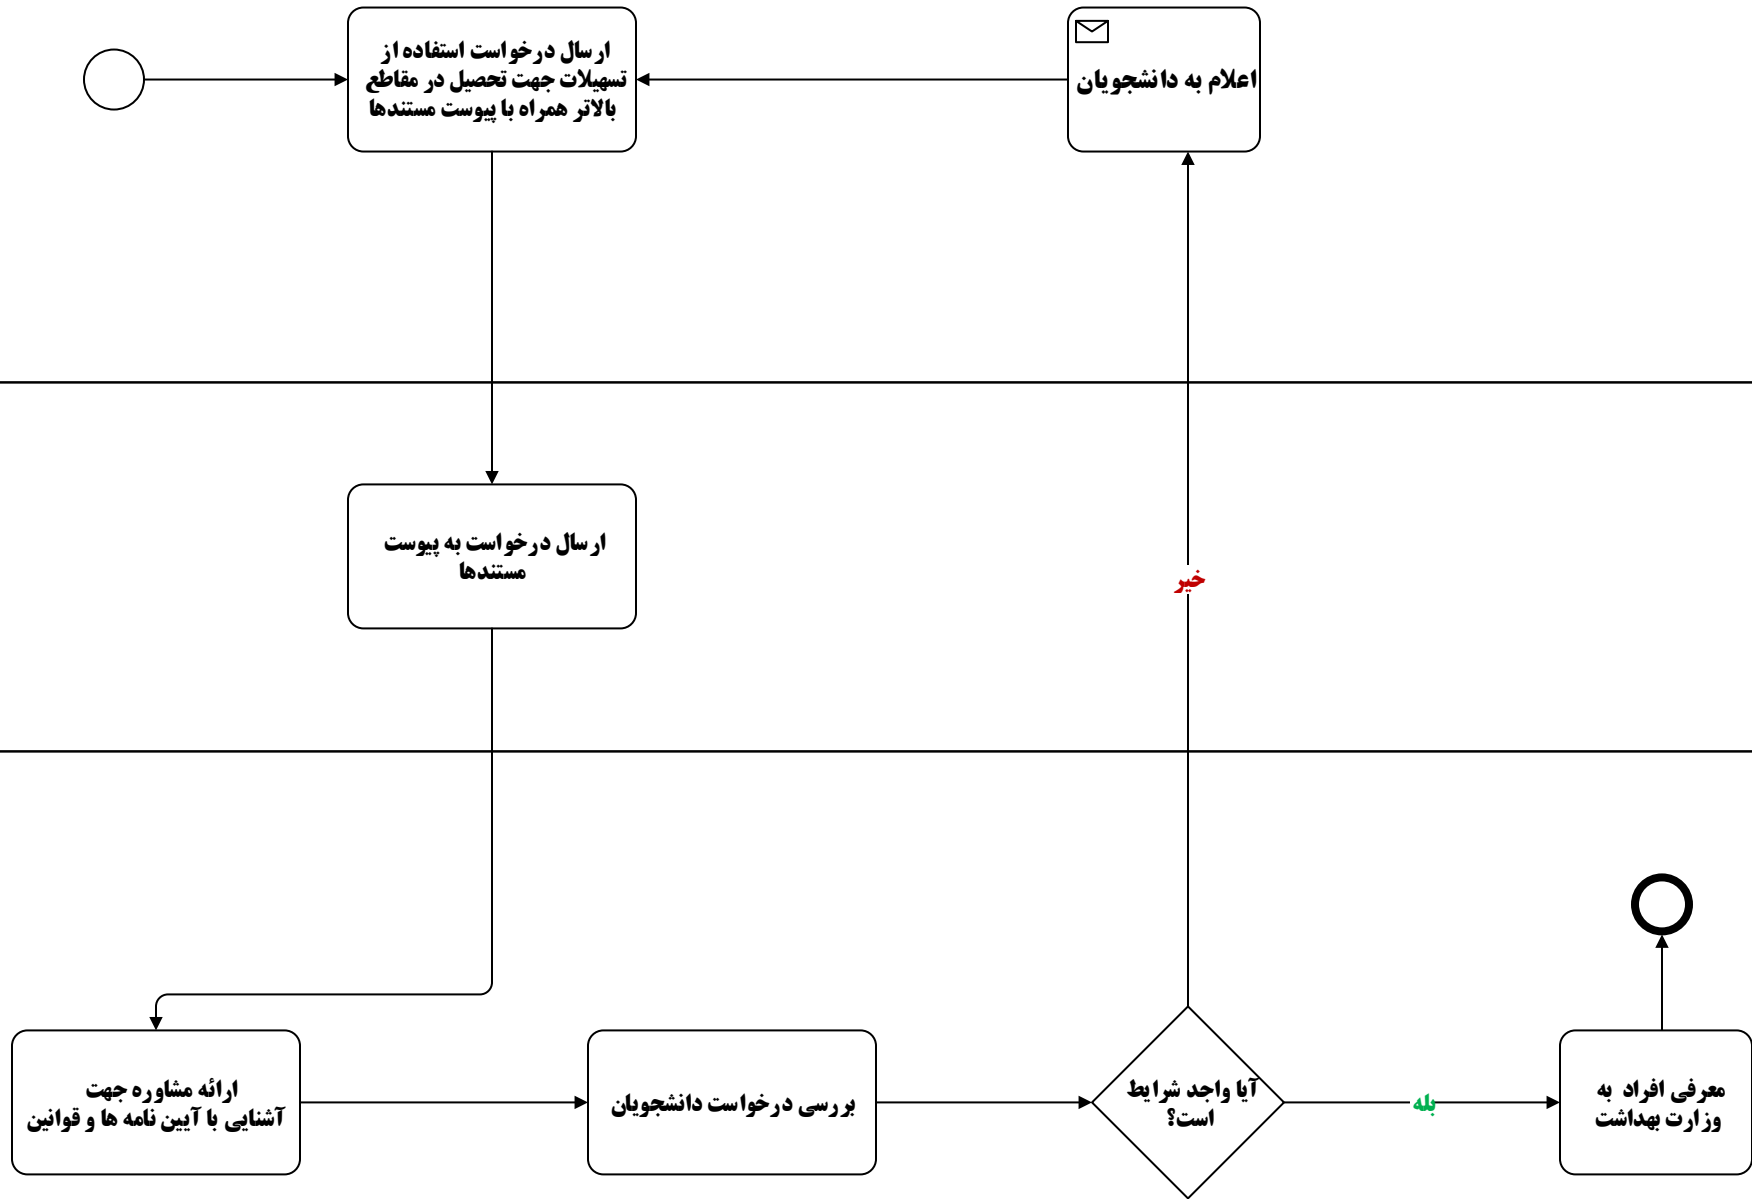 ارسال درخواست استفاده از
تسهیلات جهت تحصیل در مقاطع
بالاتر همراه با پیوست مستندها
اعلام به دانشجویان
ارسال درخواست به پیوست
مستندها
خیر
ارائه مشاوره جهت
آشنایی با آیین نامه ها و قوانین
بررسی درخواست دانشجویان
آیا واجد شرایط
است؟
بله
معرفی افراد به
وزارت بهداشت